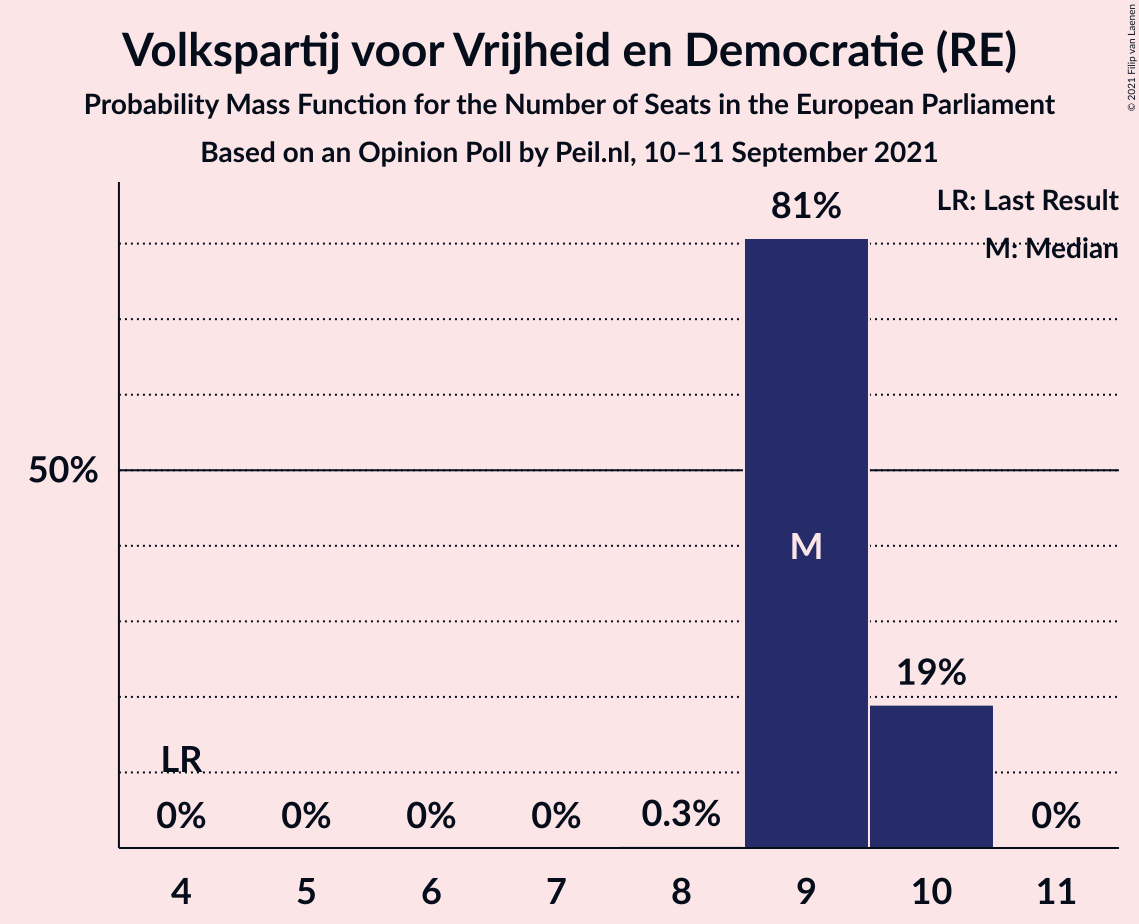 Volkspartij voor Vrijheid en Democratie (RE)
Probability Mass Function for the Number of Seats in the European Parliament
Based on an Opinion Poll by Peil.nl, 10–11 September 2021
© 2021 Filip van Laenen
LR: Last Result
M: Median
81%
50%
M
19%
LR
0%
0%
0%
0%
0.3%
0%
4
5
6
7
8
9
10
11